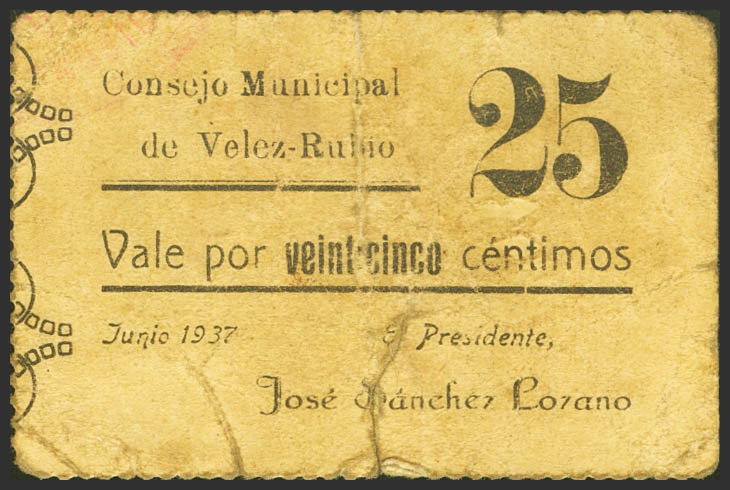 Consejo Municipal
de Velez-Rubio
25
Vale por veinticinco céntimos
Junio 1937
El Presidente,
José Sánchez Lozano